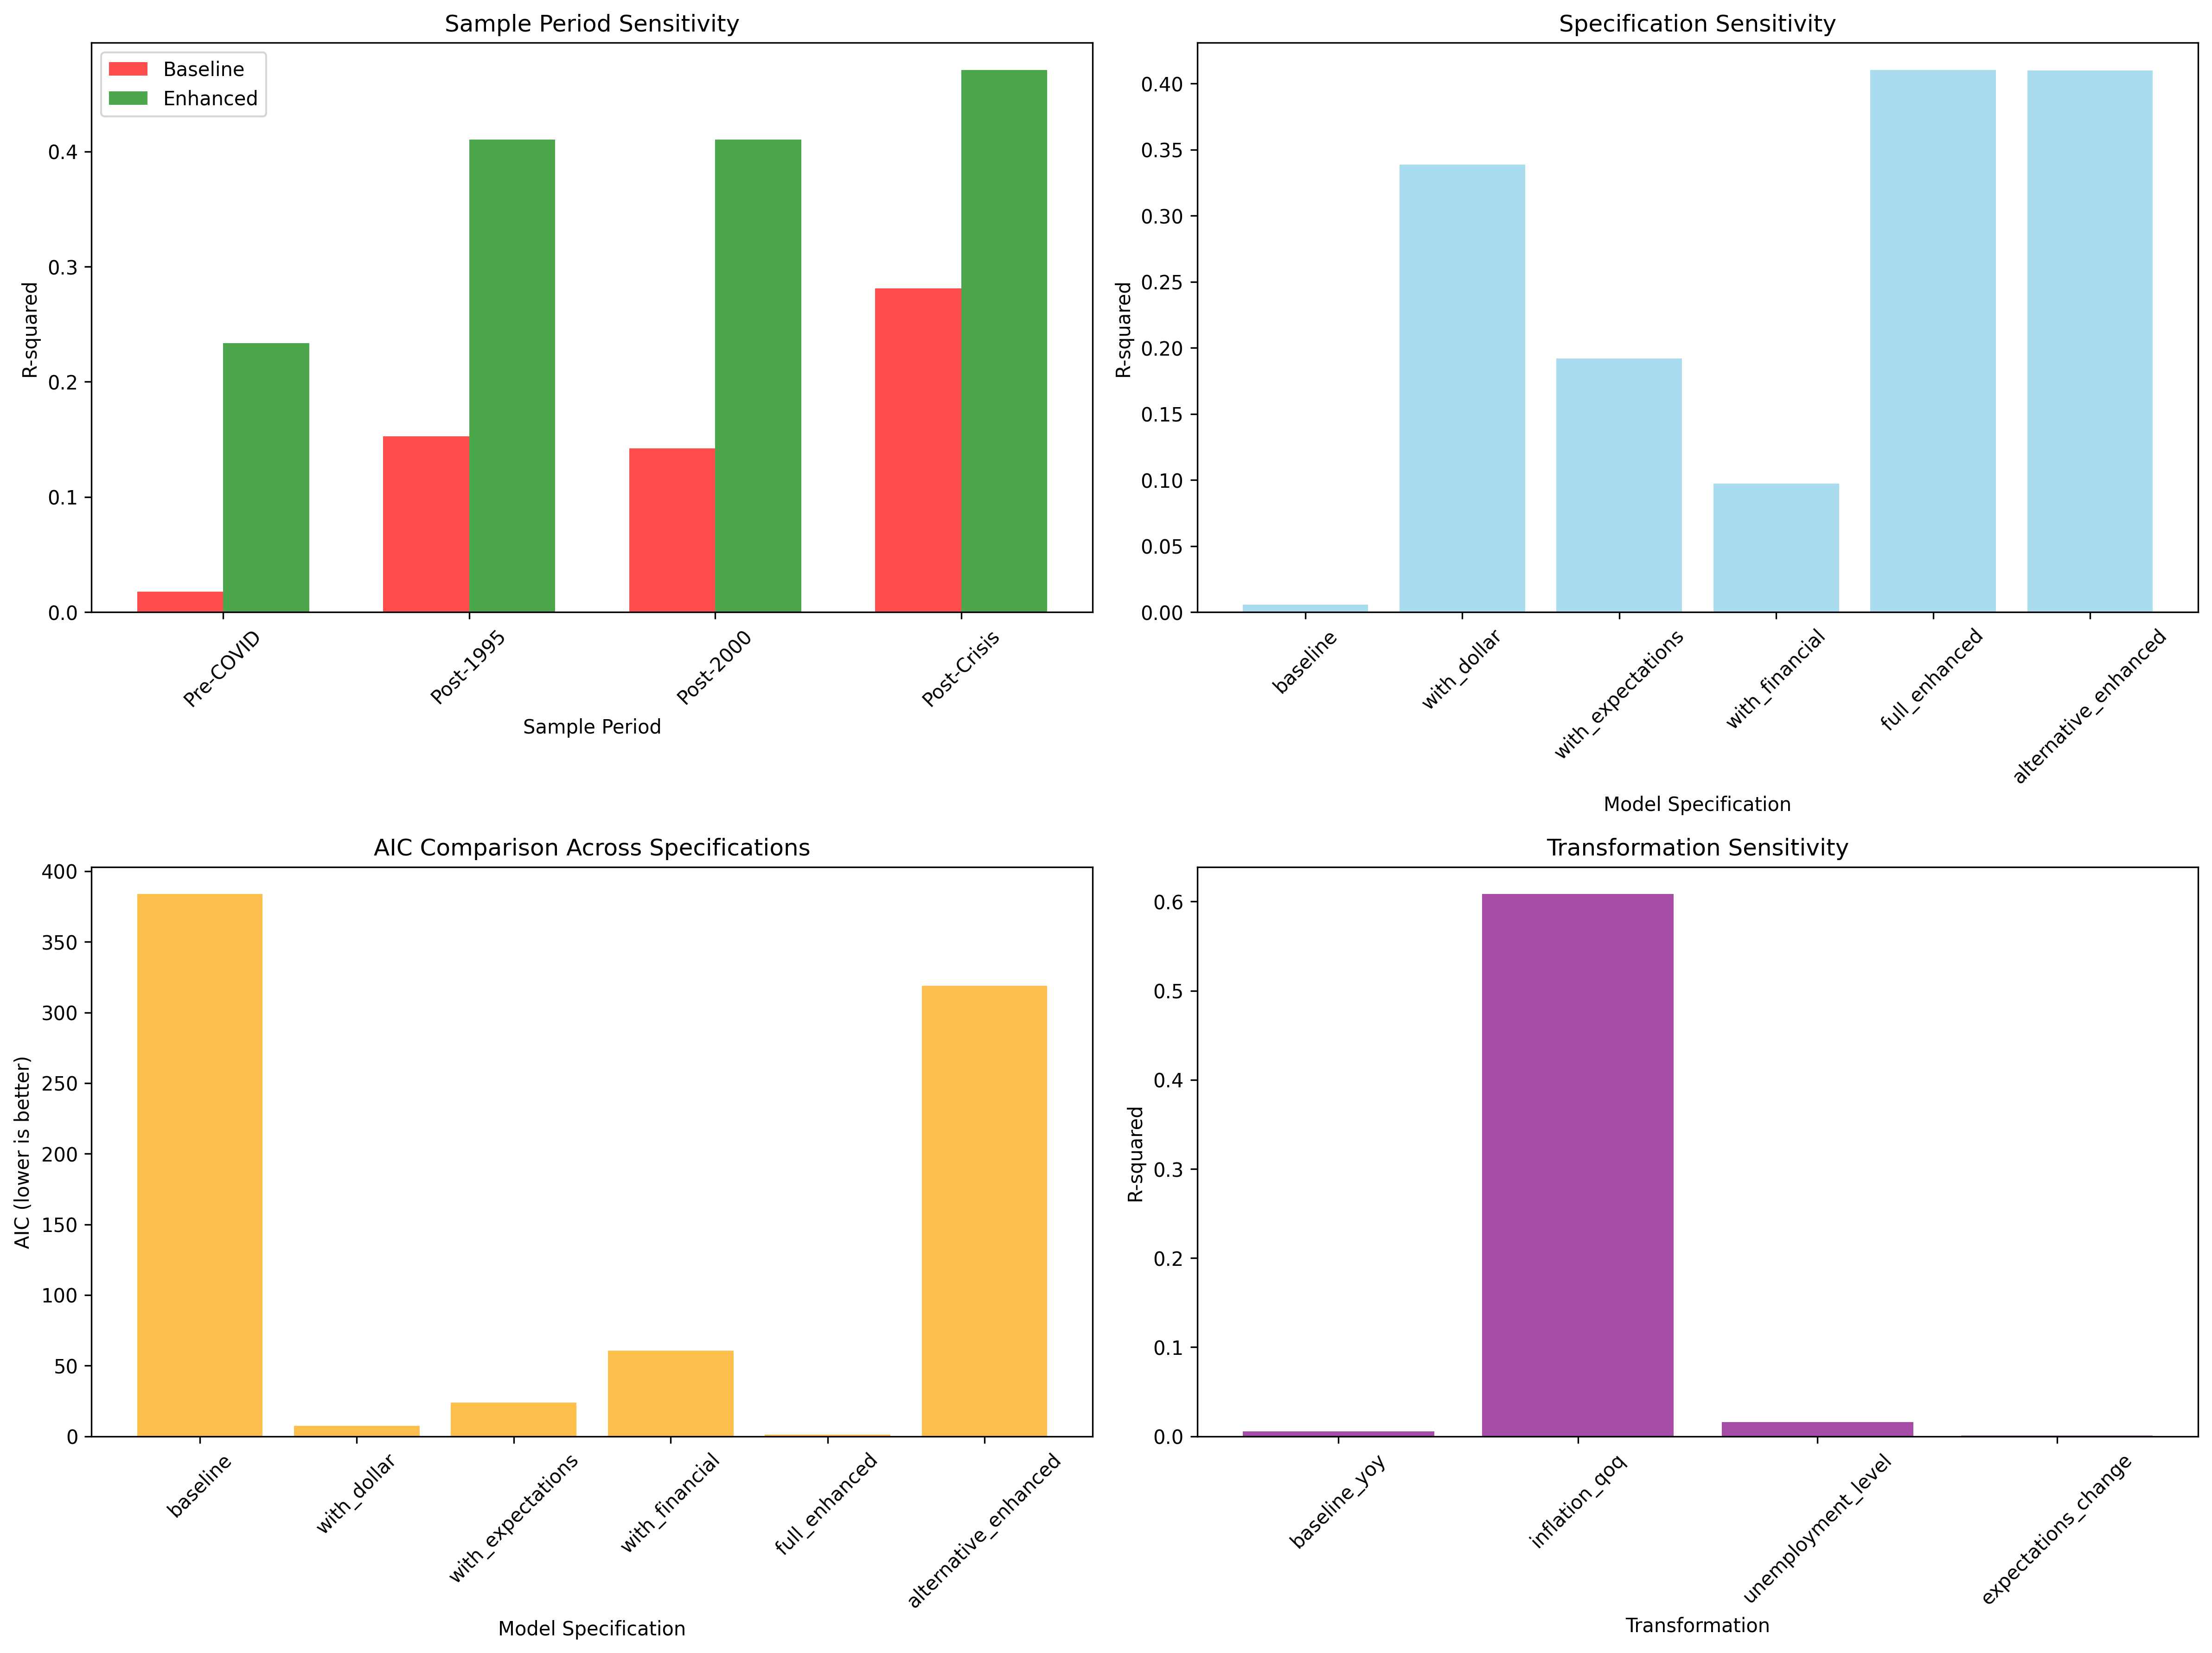 Sample Period Sensitivity
Baseline
Enhanced
R-squared
0.4
0.3
0.2
0.1
0.0
Pre-COVID
Post-1995
Post-2000
Post-Crisis
Sample Period
Specification Sensitivity
R-squared
0.40
0.35
0.30
0.25
0.20
0.15
0.10
0.05
0.00
baseline
with_dollar
with_expectations
with_financial
full_enhanced
alternative_enhanced
Model Specification
AIC Comparison Across Specifications
AIC (lower is better)
400
350
300
250
200
150
100
50
0
baseline
with_dollar
with_expectations
with_financial
full_enhanced
alternative_enhanced
Model Specification
Transformation Sensitivity
R-squared
0.6
0.5
0.4
0.3
0.2
0.1
0.0
baseline_yoy
inflation_qoq
unemployment_level
expectations_change
Transformation